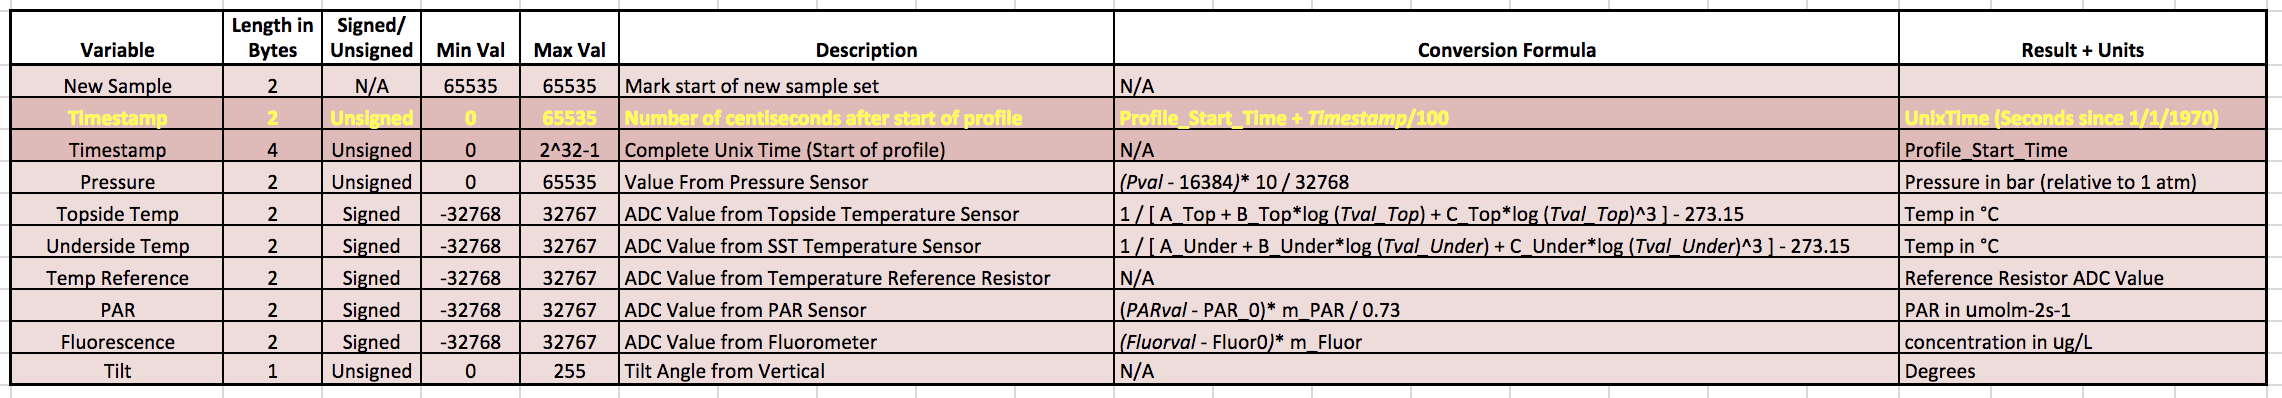 Variable Length in Bytes Signed/ Unsigned Min Val Max Val Description Conversion Formula Result + Units
New Sample 2 N/A 65535 65535 Mark start of new sample set N/A
Timestamp 2 Unsigned 0 65535 Number of centiseconds after start of profile Profile_Start_Time + Timestamp/100 UnixTime (Seconds since 1/1/1970)
Timestamp 4 Unsigned 0 2^32-1 Complete Unix Time (Start of profile) N/A Profile_Start_Time
Pressure 2 Unsigned 0 65535 Value From Pressure Sensor (Pval - 16384)* 10 / 32768 Pressure in bar (relative to 1 atm)
Topside Temp 2 Signed -32768 32767 ADC Value from Topside Temperature Sensor 1 / [ A_Top + B_Top*log (Tval_Top) + C_Top*log (Tval_Top)^3 ] - 273.15 Temp in °C
Underside Temp 2 Signed -32768 32767 ADC Value from SST Temperature Sensor 1 / [ A_Under + B_Under*log (Tval_Under) + C_Under*log (Tval_Under)^3 ] - 273.15 Temp in °C
Temp Reference 2 Signed -32768 32767 ADC Value from Temperature Reference Resistor N/A Reference Resistor ADC Value
PAR 2 Signed -32768 32767 ADC Value from PAR Sensor (PARval - PAR_0)* m_PAR / 0.73 PAR in umolm-2s-1
Fluorescence 2 Signed -32768 32767 ADC Value from Fluorometer (Fluorval - Fluor0)* m_Fluor concentration in ug/L
Tilt 1 Unsigned 0 255 Tilt Angle from Vertical N/A Degrees